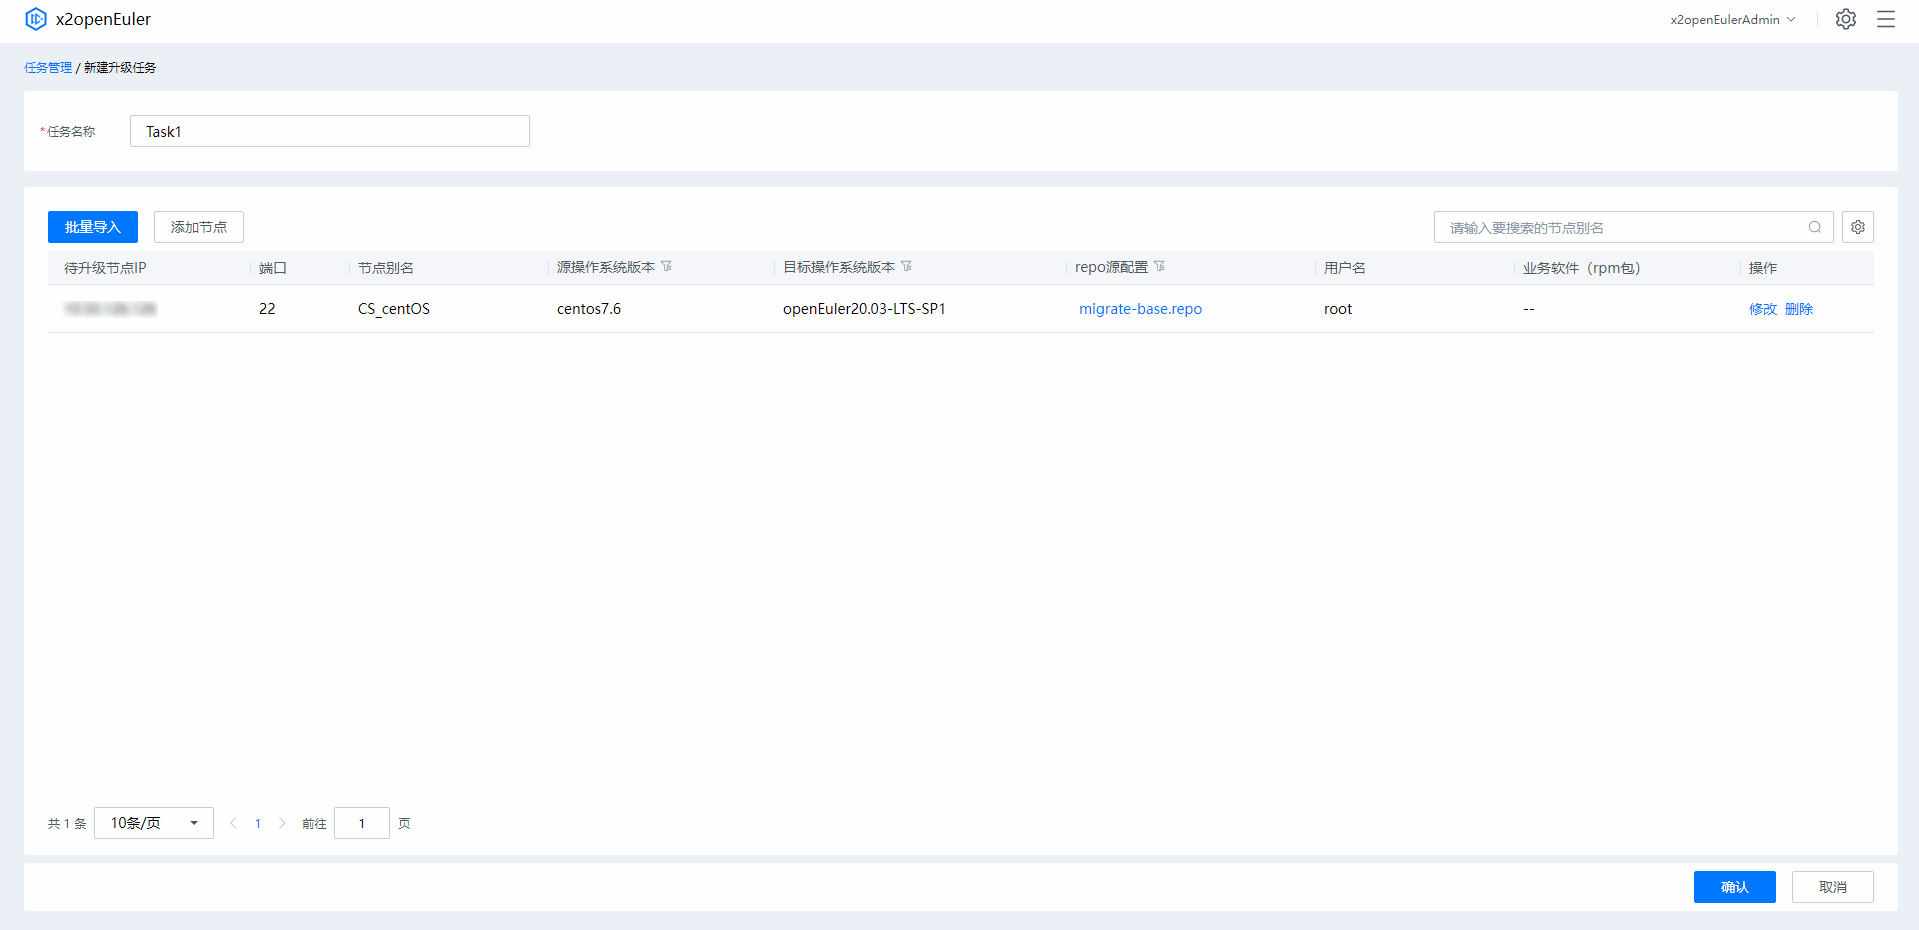 x2openEuler
x2openEulerAdmin
任务管理 / 新建升级任务
*任务名称 Task1
批量导入 添加节点 请输入要搜索的节点别名
待升级节点IP 端口 节点别名 源操作系统版本 目标操作系统版本 repo源配置 用户名 业务软件（rpm包） 操作
22 CS_centOS centos7.6 openEuler20.03-LTS-SP1 migrate-base.repo root -- 修改 删除
共 1 条 10条/页 1 前往 1 页
确认 取消